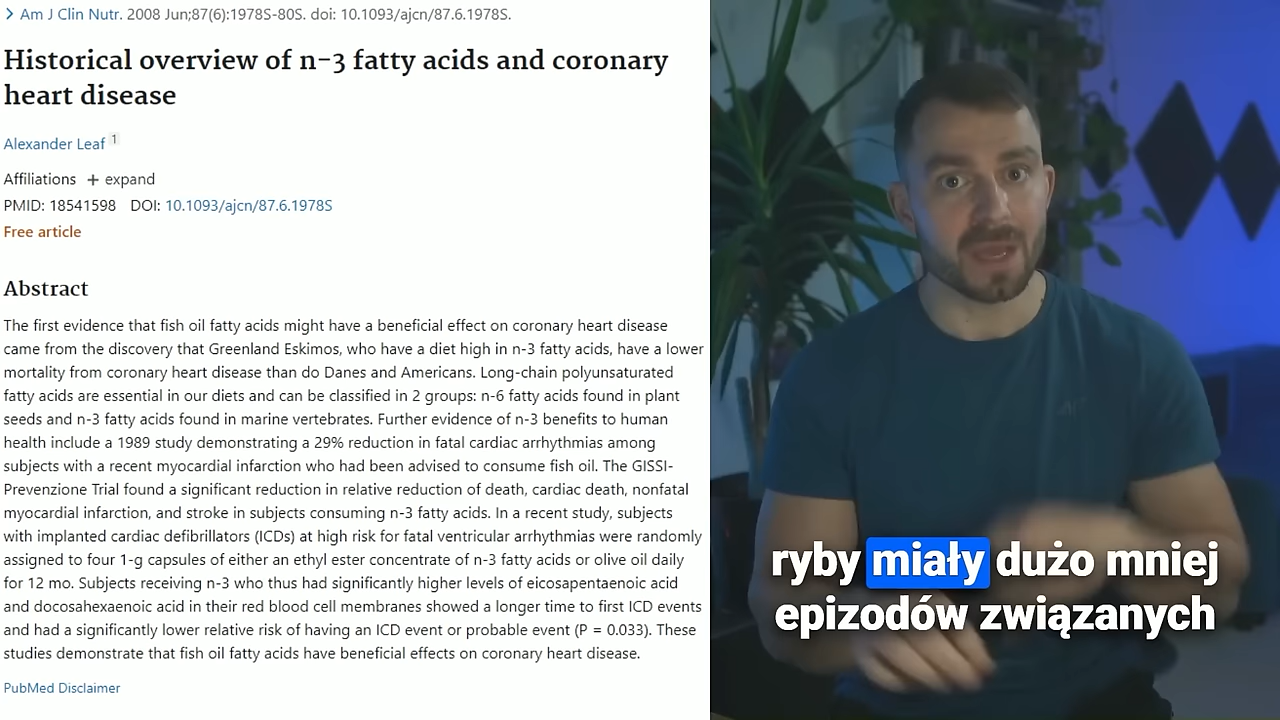 Am J Clin Nutr. 2008 Jun;87(6):1978S-80S. doi: 10.1093/ajcn/87.6.1978S.
Historical overview of n-3 fatty acids and coronary
heart disease
Alexander Leaf 1
Affiliations + expand
PMID: 18541598 DOI: 10.1093/ajcn/87.6.1978S
Free article
Abstract
The first evidence that fish oil fatty acids might have a beneficial effect on coronary heart disease
came from the discovery that Greenland Eskimos, who have a diet high in n-3 fatty acids, have a lower
mortality from coronary heart disease than do Danes and Americans. Long-chain polyunsaturated
fatty acids are essential in our diets and can be classified in 2 groups: n-6 fatty acids found in plant
seeds and n-3 fatty acids found in marine vertebrates. Further evidence of n-3 benefits to human
health include a 1989 study demonstrating a 29% reduction in fatal cardiac arrhythmias among
subjects with a recent myocardial infarction who had been advised to consume fish oil. The GISSI-
Prevenzione Trial found a significant reduction in relative reduction of death, cardiac death, nonfatal
myocardial infarction, and stroke in subjects consuming n-3 fatty acids. In a recent study, subjects
with implanted cardiac defibrillators (ICDs) at high risk for fatal ventricular arrhythmias were randomly
assigned to four 1-g capsules of either an ethyl ester concentrate of n-3 fatty acids or olive oil daily
for 12 mo. Subjects receiving n-3 who thus had significantly higher levels of eicosapentaenoic acid
and docosahexaenoic acid in their red blood cell membranes showed a longer time to first ICD events
and had a significantly lower relative risk of having an ICD event or probable event (P = 0.033). These
studies demonstrate that fish oil fatty acids have beneficial effects on coronary heart disease.
PubMed Disclaimer
ryby miały dużo mniej
epizodów związanych